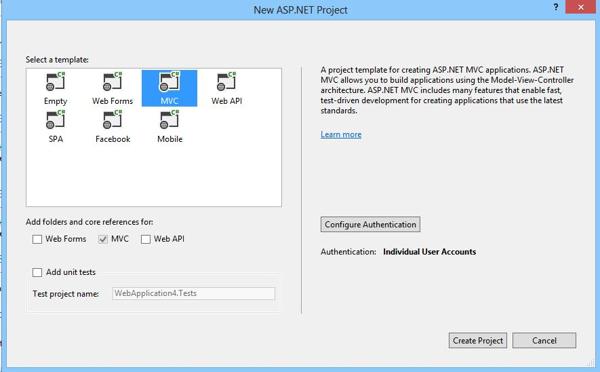 New ASP.NET Project
?
Select a template:
Empty
Web Forms
MVC
Web API
SPA
Facebook
Mobile
Add folders and core references for:
Web Forms
MVC
Web API
Add unit tests
Test project name:
WebApplication4.Tests
A project template for creating ASP.NET MVC applications. ASP.NET
MVC allows you to build applications using the Model-View-Controller
architecture. ASP.NET MVC includes many features that enable fast,
test-driven development for creating applications that use the latest
standards.
Learn more
Configure Authentication
Authentication: Individual User Accounts
Create Project
Cancel